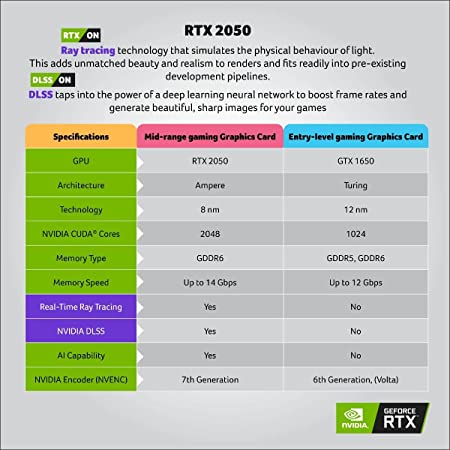 RTX 2050
RTX ON
Ray tracing technology that simulates the physical behaviour of light.
This adds unmatched beauty and realism to renders and fits readily into pre-existing
development pipelines.
DLSS ON
DLSS taps into the power of a deep learning neural network to boost frame rates and
generate beautiful, sharp images for your games
Specifications Mid-range gaming Graphics Card Entry-level gaming Graphics Card
GPU RTX 2050 GTX 1650
Architecture Ampere Turing
Technology 8 nm 12 nm
NVIDIA CUDA® Cores 2048 1024
Memory Type GDDR6 GDDR5, GDDR6
Memory Speed Up to 14 Gbps Up to 12 Gbps
Real-Time Ray Tracing Yes No
NVIDIA DLSS Yes No
AI Capability Yes No
NVIDIA Encoder (NVENC) 7th Generation 6th Generation, (Volta)
NVIDIA. GEFORCE
RTX